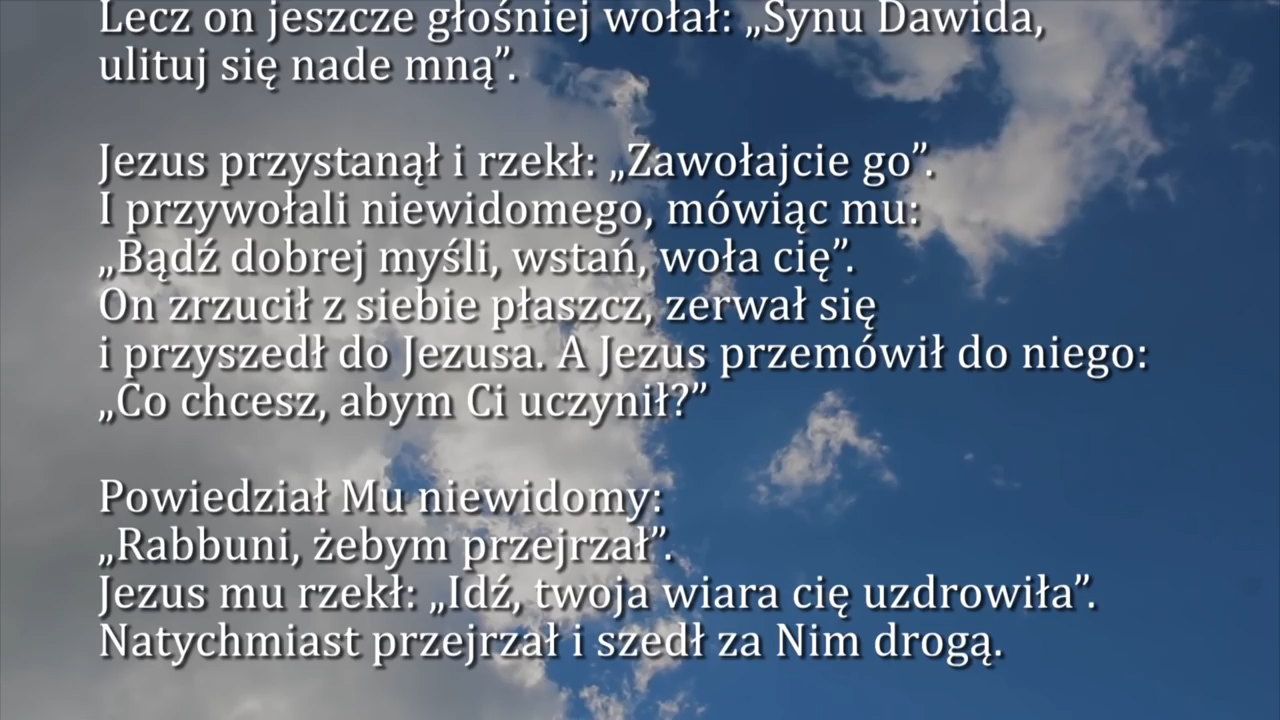 Lecz on jeszcze głośniej wołał: „Synu Dawida,
ulituj się nade mną”.
Jezus przystanął i rzekł: „Zawołajcie go”.
I przywołali niewidomego, mówiąc mu:
„Bądź dobrej myśli, wstań, woła cię”.
On zrzucił z siebie płaszcz, zerwał się
i przyszedł do Jezusa. A Jezus przemówił do niego:
„Co chcesz, abym Ci uczynił?”
Powiedział Mu niewidomy:
„Rabbuni, żebym przejrzał”.
Jezus mu rzekł: „Idź, twoja wiara cię uzdrowiła”.
Natychmiast przejrzał i szedł za Nim drogą.